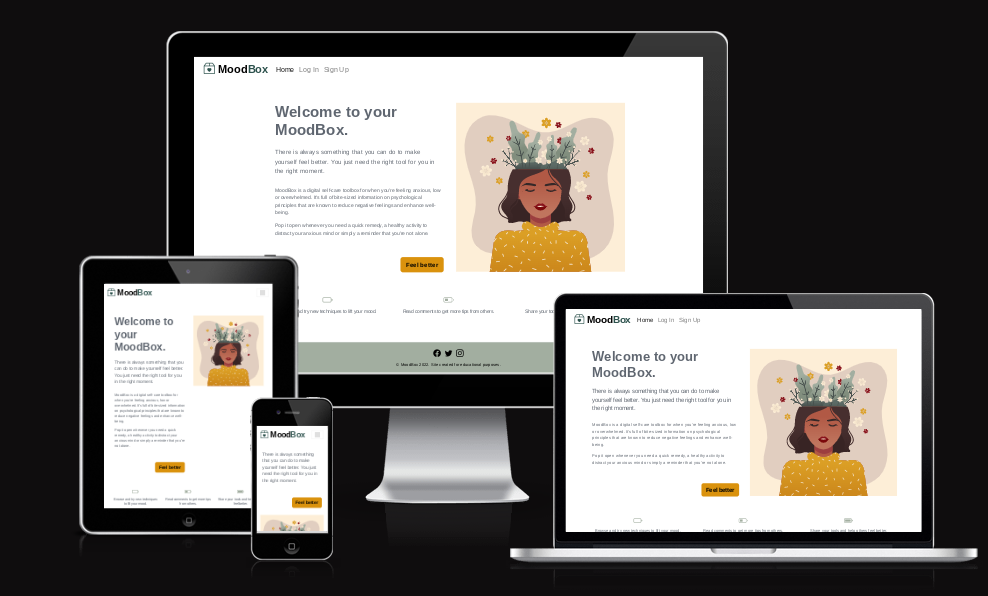 MoodBox Home Log In Sign Up
Welcome to your
MoodBox.
There is always something that you can do to make
yourself feel better. You just need the right tool for you in
the right moment.
MoodBox is a digital selfcare toolbox for when you're feeling anxious, low
or overwhelmed. It's full of bite-sized information on psychological
principles that are known to reduce negative feelings and enhance well-
being.
Pop it open whenever you need a quick remedy, a healthy activity to
distract your anxious mind or simply a reminder that you're not alone.
Feel better
try new techniques to lift your mood
Read comments to get more tips from others.
Share your
© MoodBox 2023. Site created for educational purposes.
MoodBox
Welcome to
your
MoodBox.
There is always something
that you can do to make
yourself feel better. You
just need the right tool for
you in the right moment.
Feel better
MoodBox
There is always something
that you can do to make
yourself feel better. You just
need the right tool for you in
the right moment.
Feel better
MoodBox Home Log In Sign Up
Welcome to your
MoodBox.
There is always something that you can do to make
yourself feel better. You just need the right tool for you in
the right moment.
MoodBox is a digital selfcare toolbox for when you're feeling anxious, low
or overwhelmed. It's full of bite-sized information on psychological
principles that are known to reduce negative feelings and enhance well-
being.
Pop it open whenever you need a quick remedy, a healthy activity to
distract your anxious mind or simply a reminder that you're not alone.
Feel better